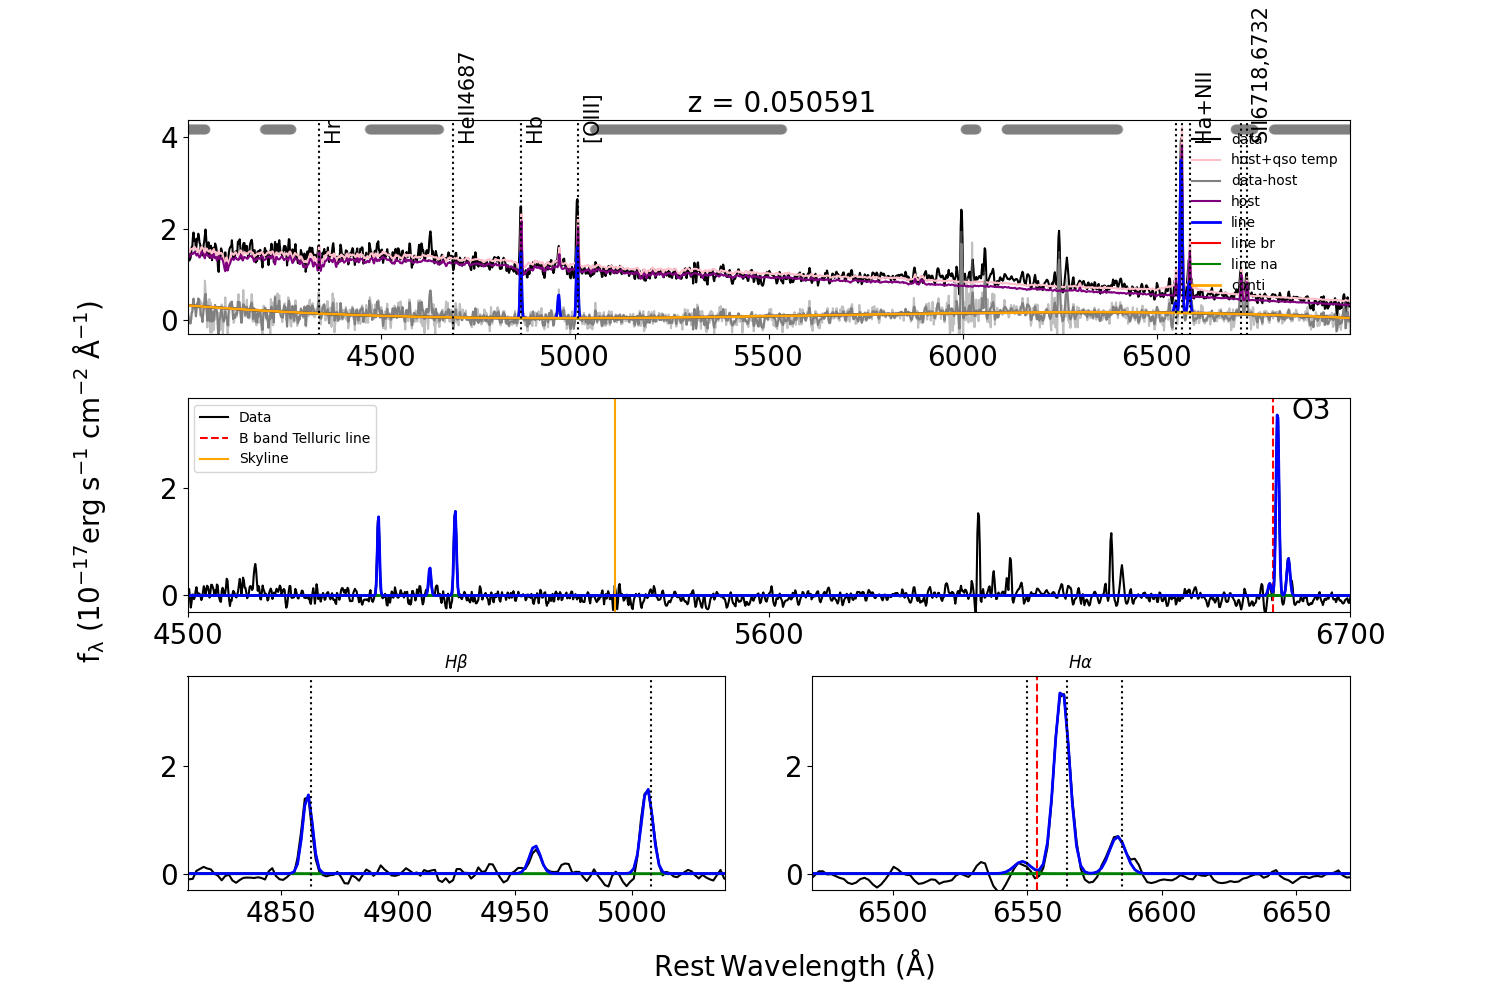 z = 0.050591
Hr
HeII4687
Hb
[OIII]
Ha+NII
SII6718,6732
data
host+qso temp
data-host
host
line
line br
line na
conti
4
2
0
4500
5000
5500
6000
6500
fλ (10⁻¹⁷erg s⁻¹ cm⁻² Å⁻¹)
Data
B band Telluric line
Skyline
O3
2
0
4500
5600
6700
Hβ
2
0
4850
4900
4950
5000
Hα
2
0
6500
6550
6600
6650
Rest Wavelength (Å)